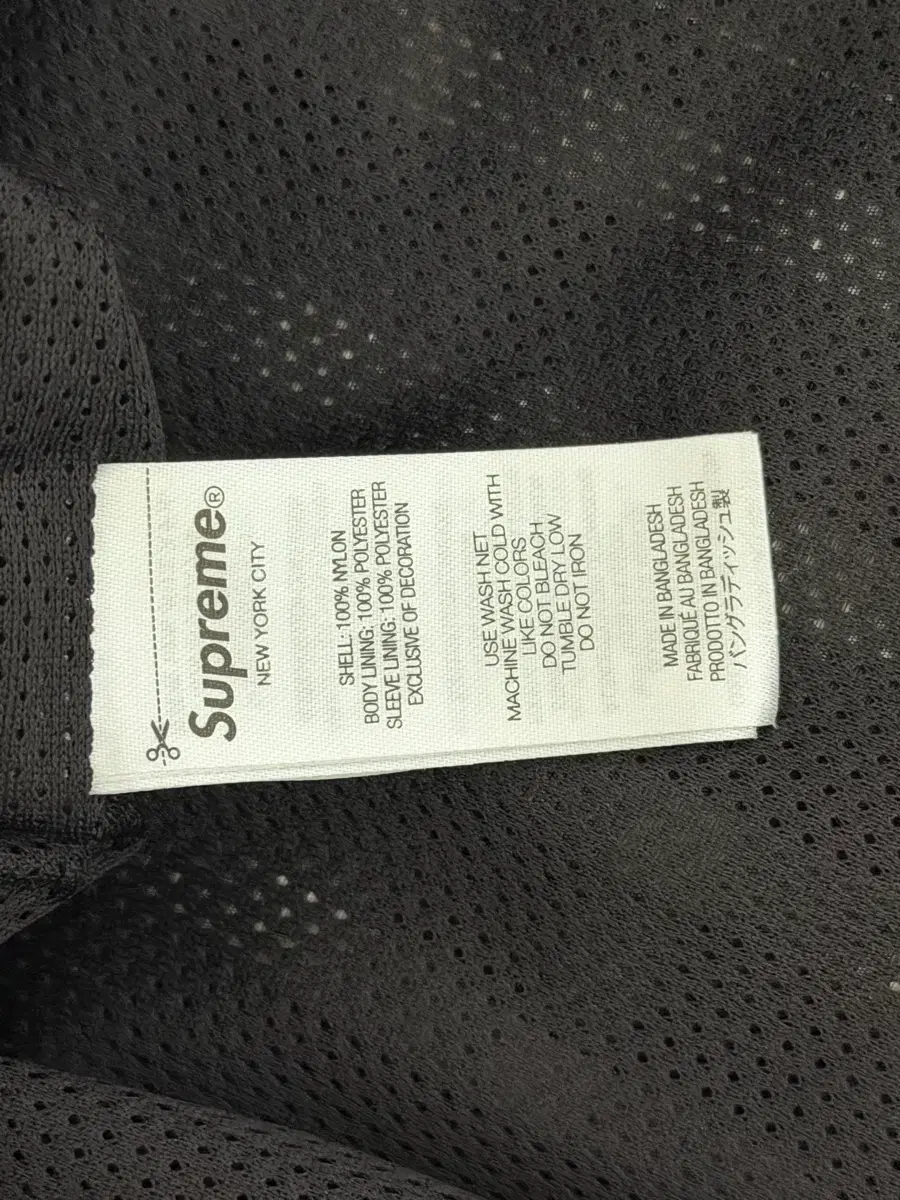 Supreme®
NEW YORK CITY
SHELL: 100% NYLON
BODY LINING: 100% POLYESTER
SLEEVE LINING: 100% POLYESTER
EXCLUSIVE OF DECORATION
USE WASH NET
MACHINE WASH COLD WITH
LIKE COLORS
DO NOT BLEACH
TUMBLE DRY LOW
DO NOT IRON
MADE IN BANGLADESH
FABRIQUÉ AU BANGLADESH
PRODOTTO IN BANGLADESH
バングラディッシュ製